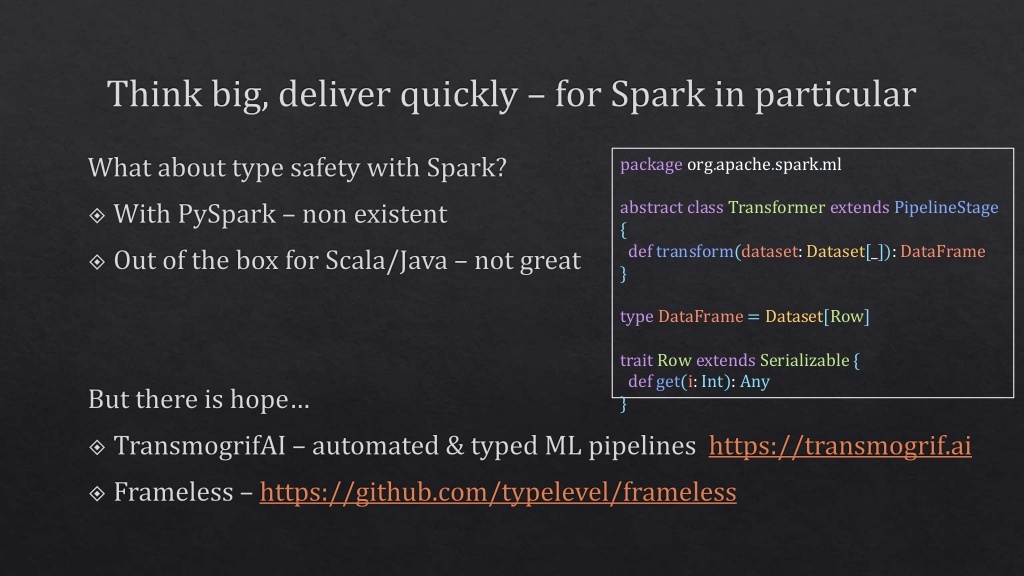 Think big, deliver quickly – for Spark in particular
What about type safety with Spark?
With PySpark – non existent
Out of the box for Scala/Java – not great
package org.apache.spark.ml
abstract class Transformer extends PipelineStage
{
def transform(dataset: Dataset[_]): DataFrame
}
type DataFrame = Dataset[Row]
trait Row extends Serializable {
def get(i: Int): Any
}
But there is hope…
TransmogrifAI – automated & typed ML pipelines https://transmogrif.ai
Frameless – https://github.com/typelevel/frameless